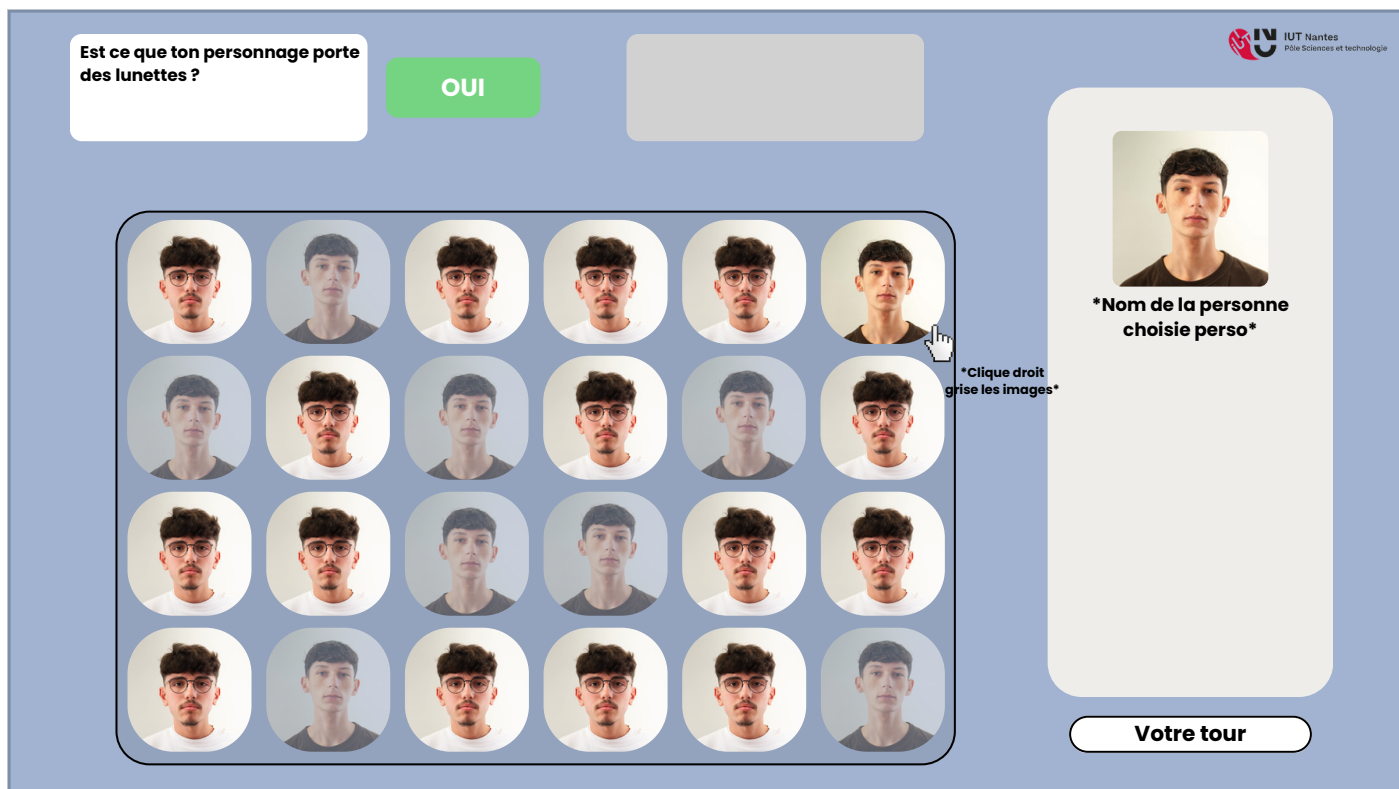 Est ce que ton personnage porte
des lunettes ?
OUI
IUT Nantes
Pôle Sciences et technologie
*Nom de la personne
choisie perso*
*Clique droit
grise les images*
Votre tour